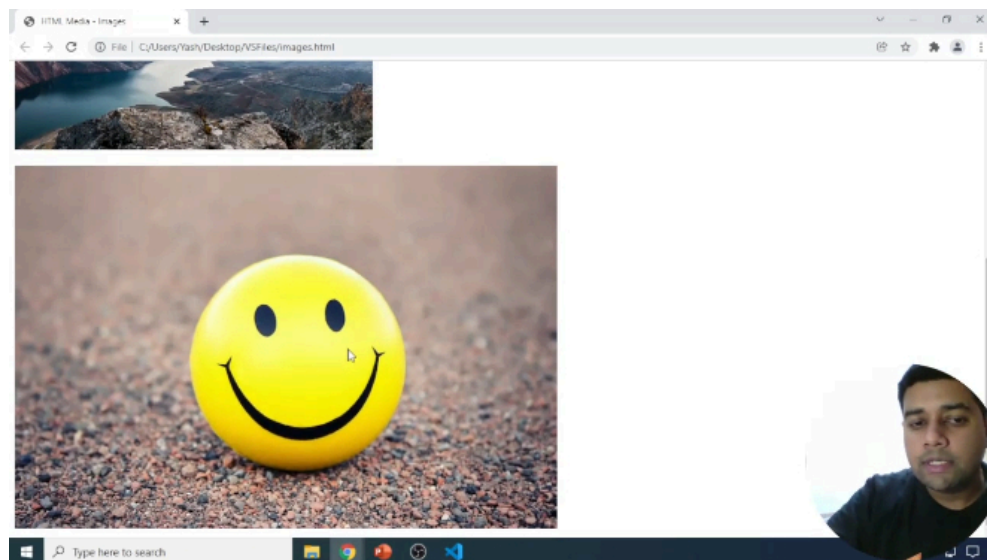 HTML Media - Images
File
C:/Users/Yash/Desktop/VSFiles/images.html
Type here to search